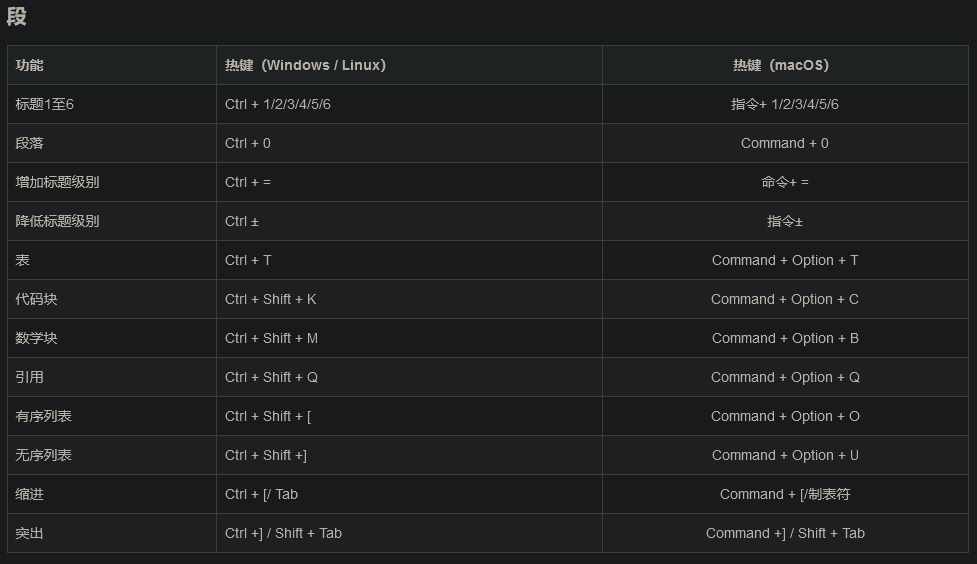 段
功能 热键（Windows / Linux） 热键（macOS）
标题1至6 Ctrl + 1/2/3/4/5/6 指令+ 1/2/3/4/5/6
段落 Ctrl + 0 Command + 0
增加标题级别 Ctrl + = 命令+ =
降低标题级别 Ctrl ± 指令±
表 Ctrl + T Command + Option + T
代码块 Ctrl + Shift + K Command + Option + C
数学块 Ctrl + Shift + M Command + Option + B
引用 Ctrl + Shift + Q Command + Option + Q
有序列表 Ctrl + Shift + [ Command + Option + O
无序列表 Ctrl + Shift +] Command + Option + U
缩进 Ctrl + [/ Tab Command + [/制表符
突出 Ctrl +] / Shift + Tab Command +] / Shift + Tab